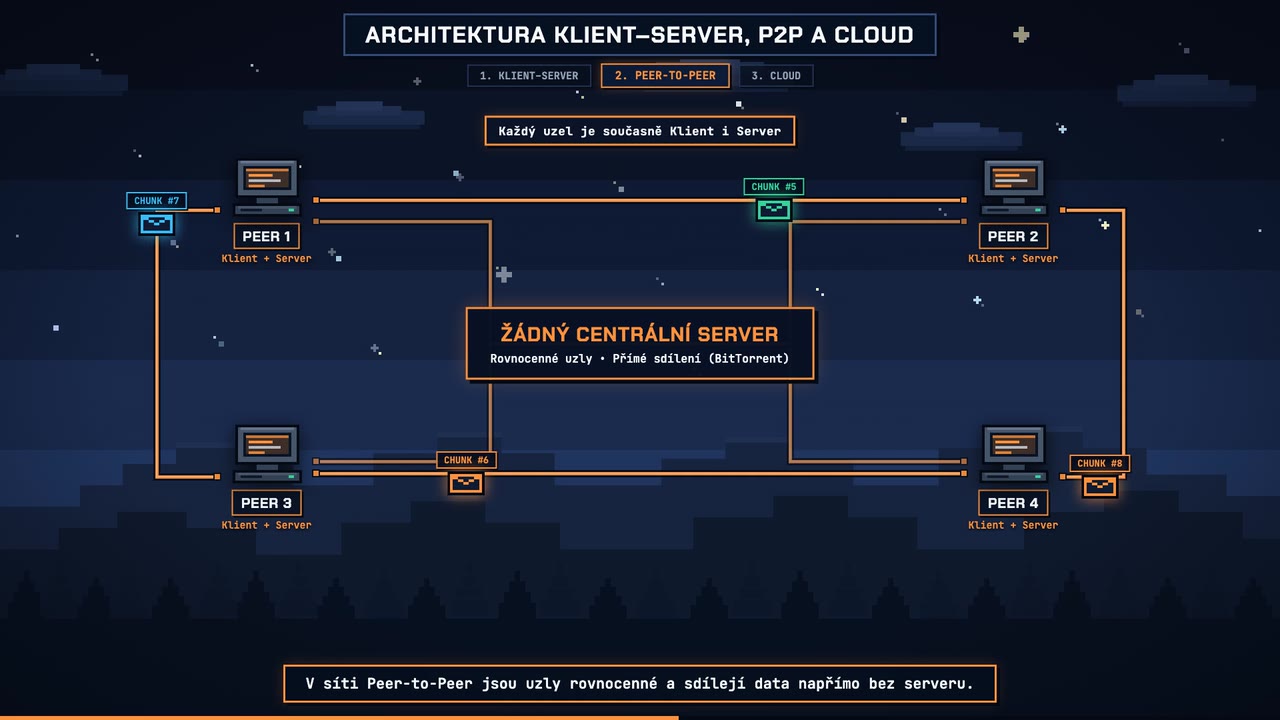 ARCHITEKTURA KLIENT–SERVER, P2P A CLOUD
1. KLIENT–SERVER
2. PEER-TO-PEER
3. CLOUD
Každý uzel je současně Klient i Server
CHUNK #7
CHUNK #5
PEER 1
Klient + Server
PEER 2
Klient + Server
ŽÁDNÝ CENTRÁLNÍ SERVER
Rovnocenné uzly • Přímé sdílení (BitTorrent)
CHUNK #6
CHUNK #8
PEER 3
Klient + Server
PEER 4
Klient + Server
V síti Peer-to-Peer jsou uzly rovnocenné a sdílejí data napřímo bez serveru.